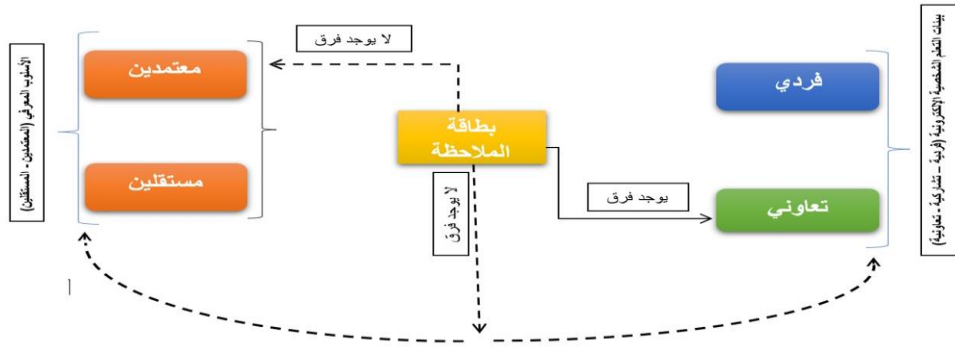 بيئات التعلم الشخصية الإلكترونية (فردية – تشاركية - تعاونية)
فردي
تعاوني
يوجد فرق
بطاقة
الملاحظة
لا يوجد فرق
لا يوجد فرق
معتمدين
مستقلين
الأسلوب المعرفي (المعتمدين - المستقلين)
أ